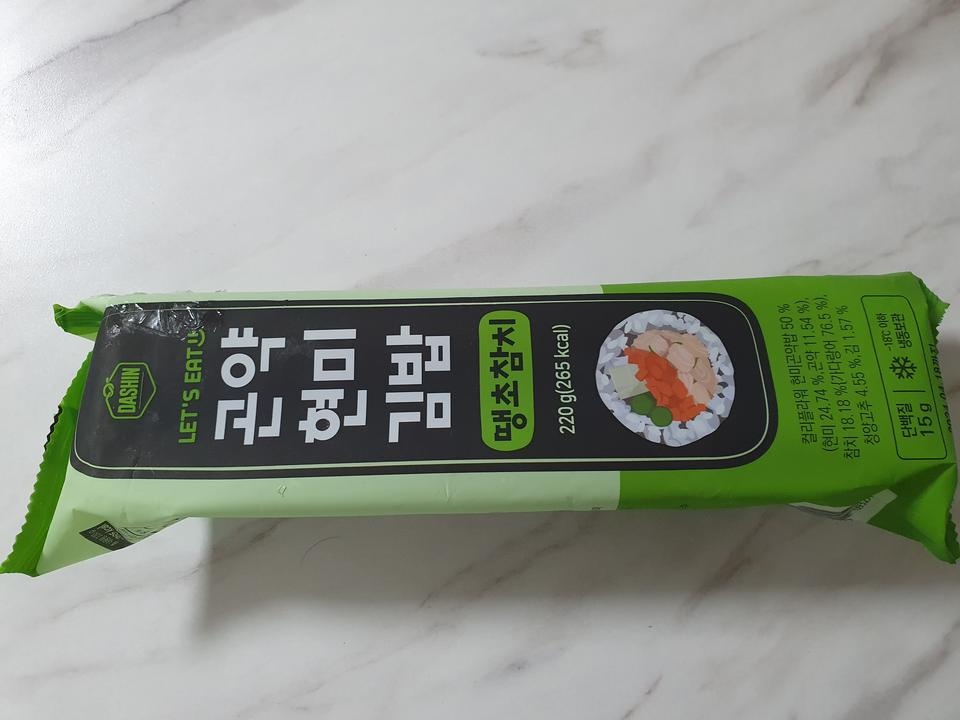 DASHIN
LET'S EAT
곤약
현미
김밥
땡초참치
220 g(265 kcal)
컬리플라워 현미곤약밥 50 %
(현미 24.74 %,곤약 11.54 %),
참치 18.18 %(가다랑어 76.5 %),
청양고추 4.55 %,김 1.57 %
단백질
15 g
-18℃ 이하
냉동보관